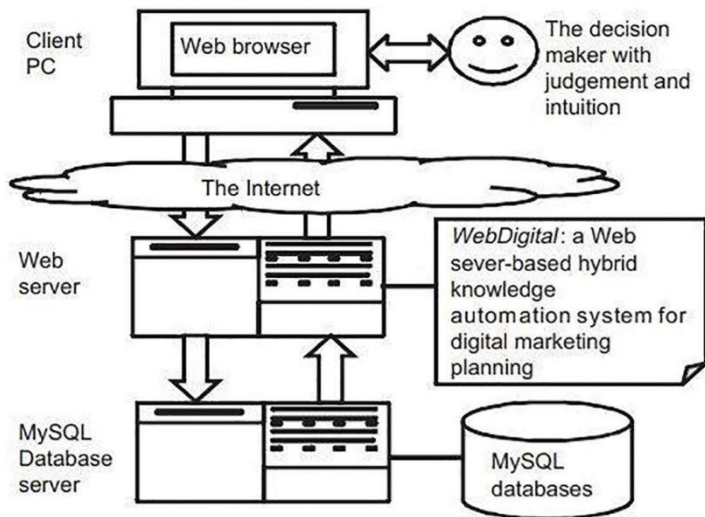 Client
PC
Web browser
The decision
maker with
judgement and
intuition
The Internet
Web
server
WebDigital: a Web
sever-based hybrid
knowledge
automation system for
digital marketing
planning
MySQL
Database
server
MySQL
databases